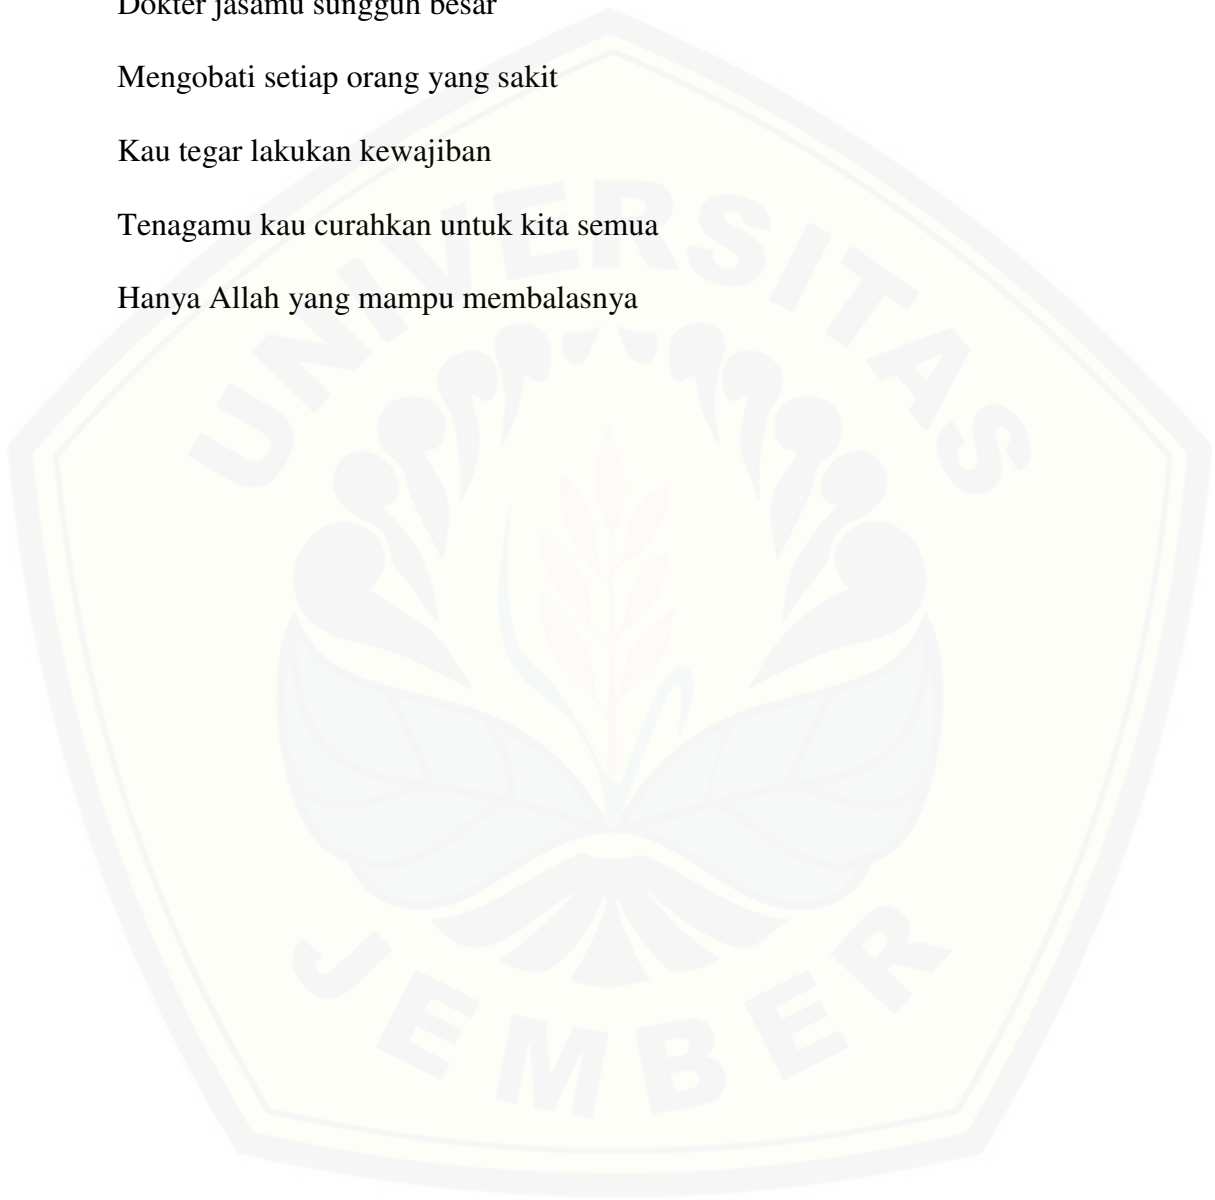 Dokter jasamu sungguh besar
Mengobati setiap orang yang sakit
Kau tegar lakukan kewajiban
Tenagamu kau curahkan untuk kita semua
Hanya Allah yang mampu membalasnya
UNIVERSITAS
JEMBER